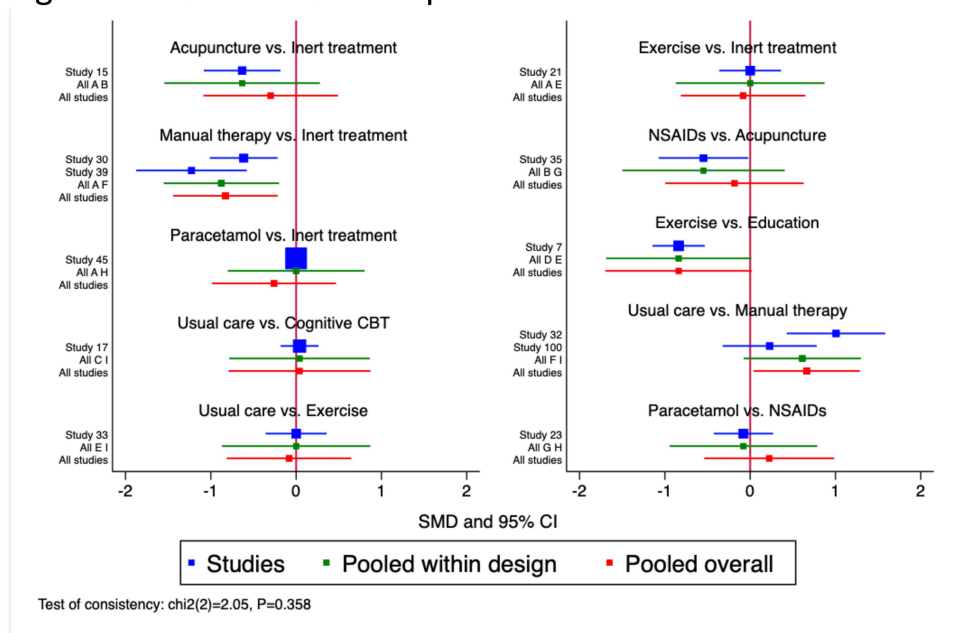 Acupuncture vs. Inert treatment
Study 15
All A B
All studies
Manual therapy vs. Inert treatment
Study 30
Study 39
All A F
All studies
Paracetamol vs. Inert treatment
Study 45
All A H
All studies
Usual care vs. Cognitive CBT
Study 17
All C I
All studies
Usual care vs. Exercise
Study 33
All E I
All studies
-2 -1 0 1 2
Exercise vs. Inert treatment
Study 21
All A E
All studies
NSAIDs vs. Acupuncture
Study 35
All B G
All studies
Exercise vs. Education
Study 7
All D E
All studies
Usual care vs. Manual therapy
Study 32
Study 100
All F I
All studies
Paracetamol vs. NSAIDs
Study 23
All G H
All studies
-2 -1 0 1 2
SMD and 95% CI
Studies Pooled within design Pooled overall
Test of consistency: chi2(2)=2.05, P=0.358